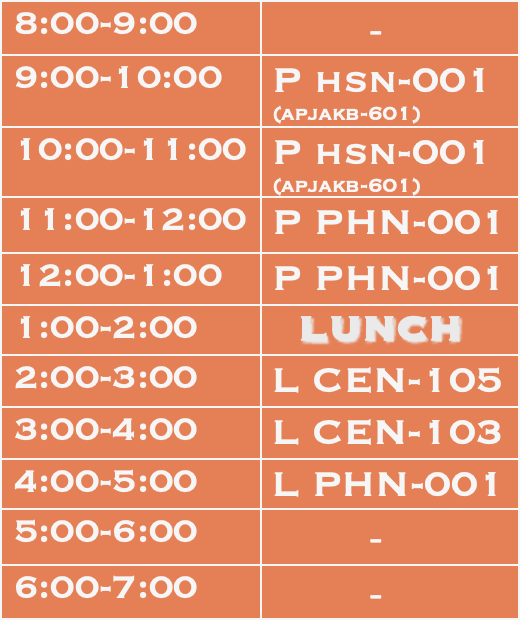 8:00-9:00 -
9:00-10:00 P HSN-001
(APJAKB-601)
10:00-11:00 P HSN-001
(APJAKB-601)
11:00-12:00 P PHN-001
12:00-1:00 P PHN-001
1:00-2:00 LUNCH
2:00-3:00 L CEN-105
3:00-4:00 L CEN-103
4:00-5:00 L PHN-001
5:00-6:00 -
6:00-7:00 -